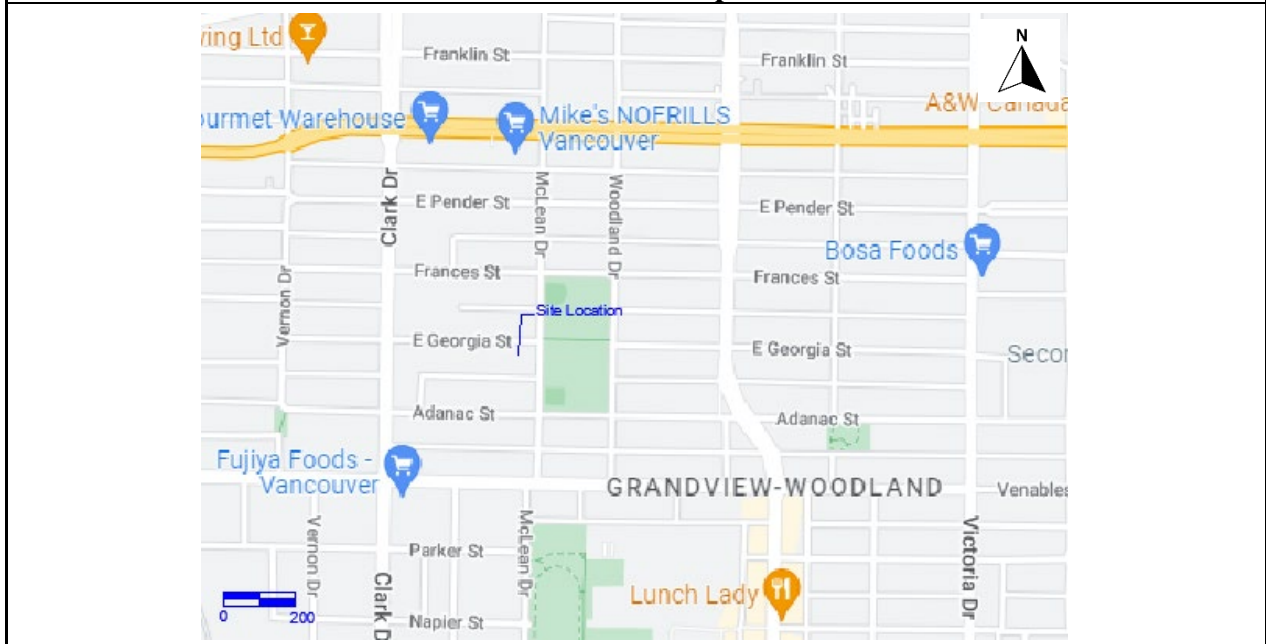 ving Ltd
Franklin St
Franklin St
N
A&W Canada
urmet Warehouse
Mike's NOFRILLS
Vancouver
Clark Dr
E Pender St
McLean Dr
Woodland Dr
E Pender St
Bosa Foods
Vernon Dr
Frances St
Frances St
Site Location
E Georgia St
E Georgia St
Secor
Adanac St
Adanac St
Fujiya Foods -
Vancouver
GRANDVIEW-WOODLAND
Venables
Vernon Dr
Parker St
McLean Dr
Victoria Dr
Clark D
Lunch Lady
0
200
Napier St